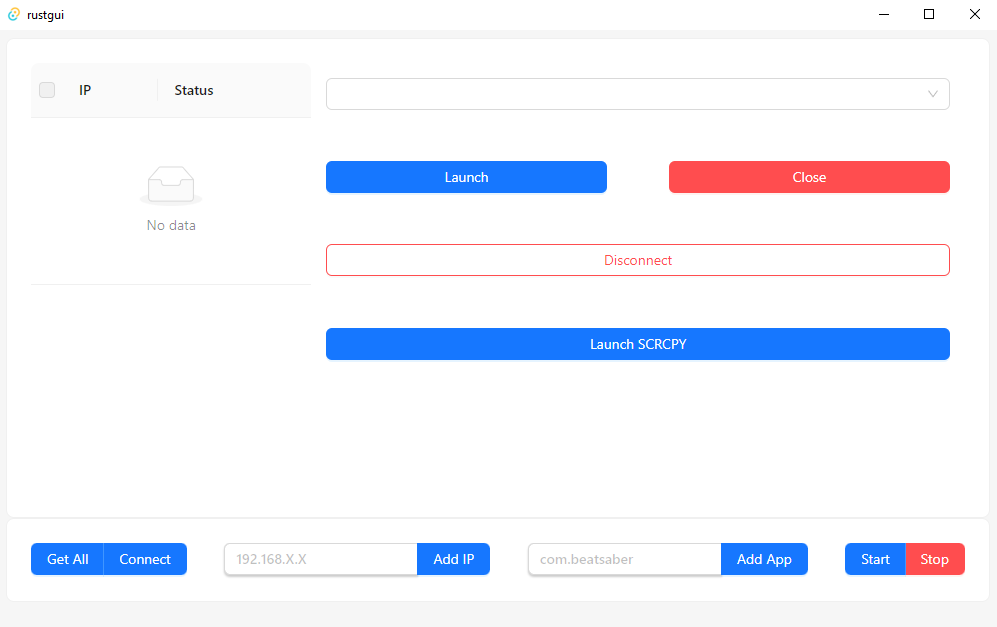 rustgui
IP Status
No data
Launch Close
Disconnect
Launch SCRCPY
Get All Connect 192.168.X.X Add IP com.beatsaber Add App Start Stop